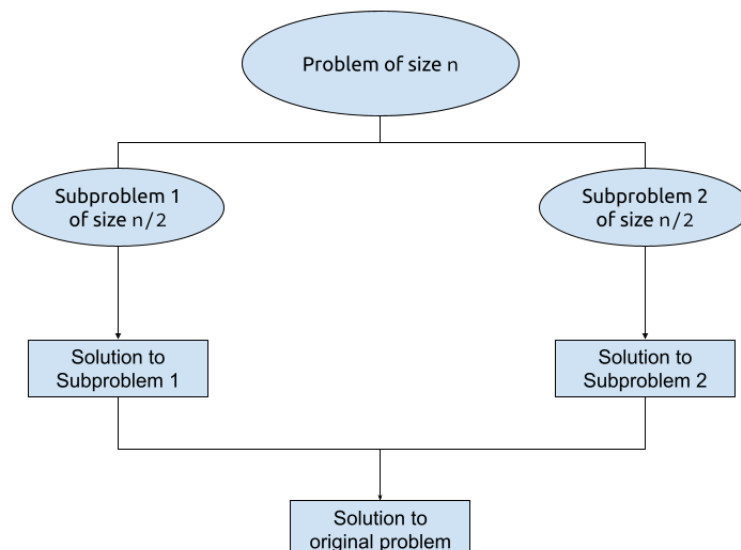 Problem of size n
Subproblem 1
of size n/2
Subproblem 2
of size n/2
Solution to
Subproblem 1
Solution to
Subproblem 2
Solution to
original problem